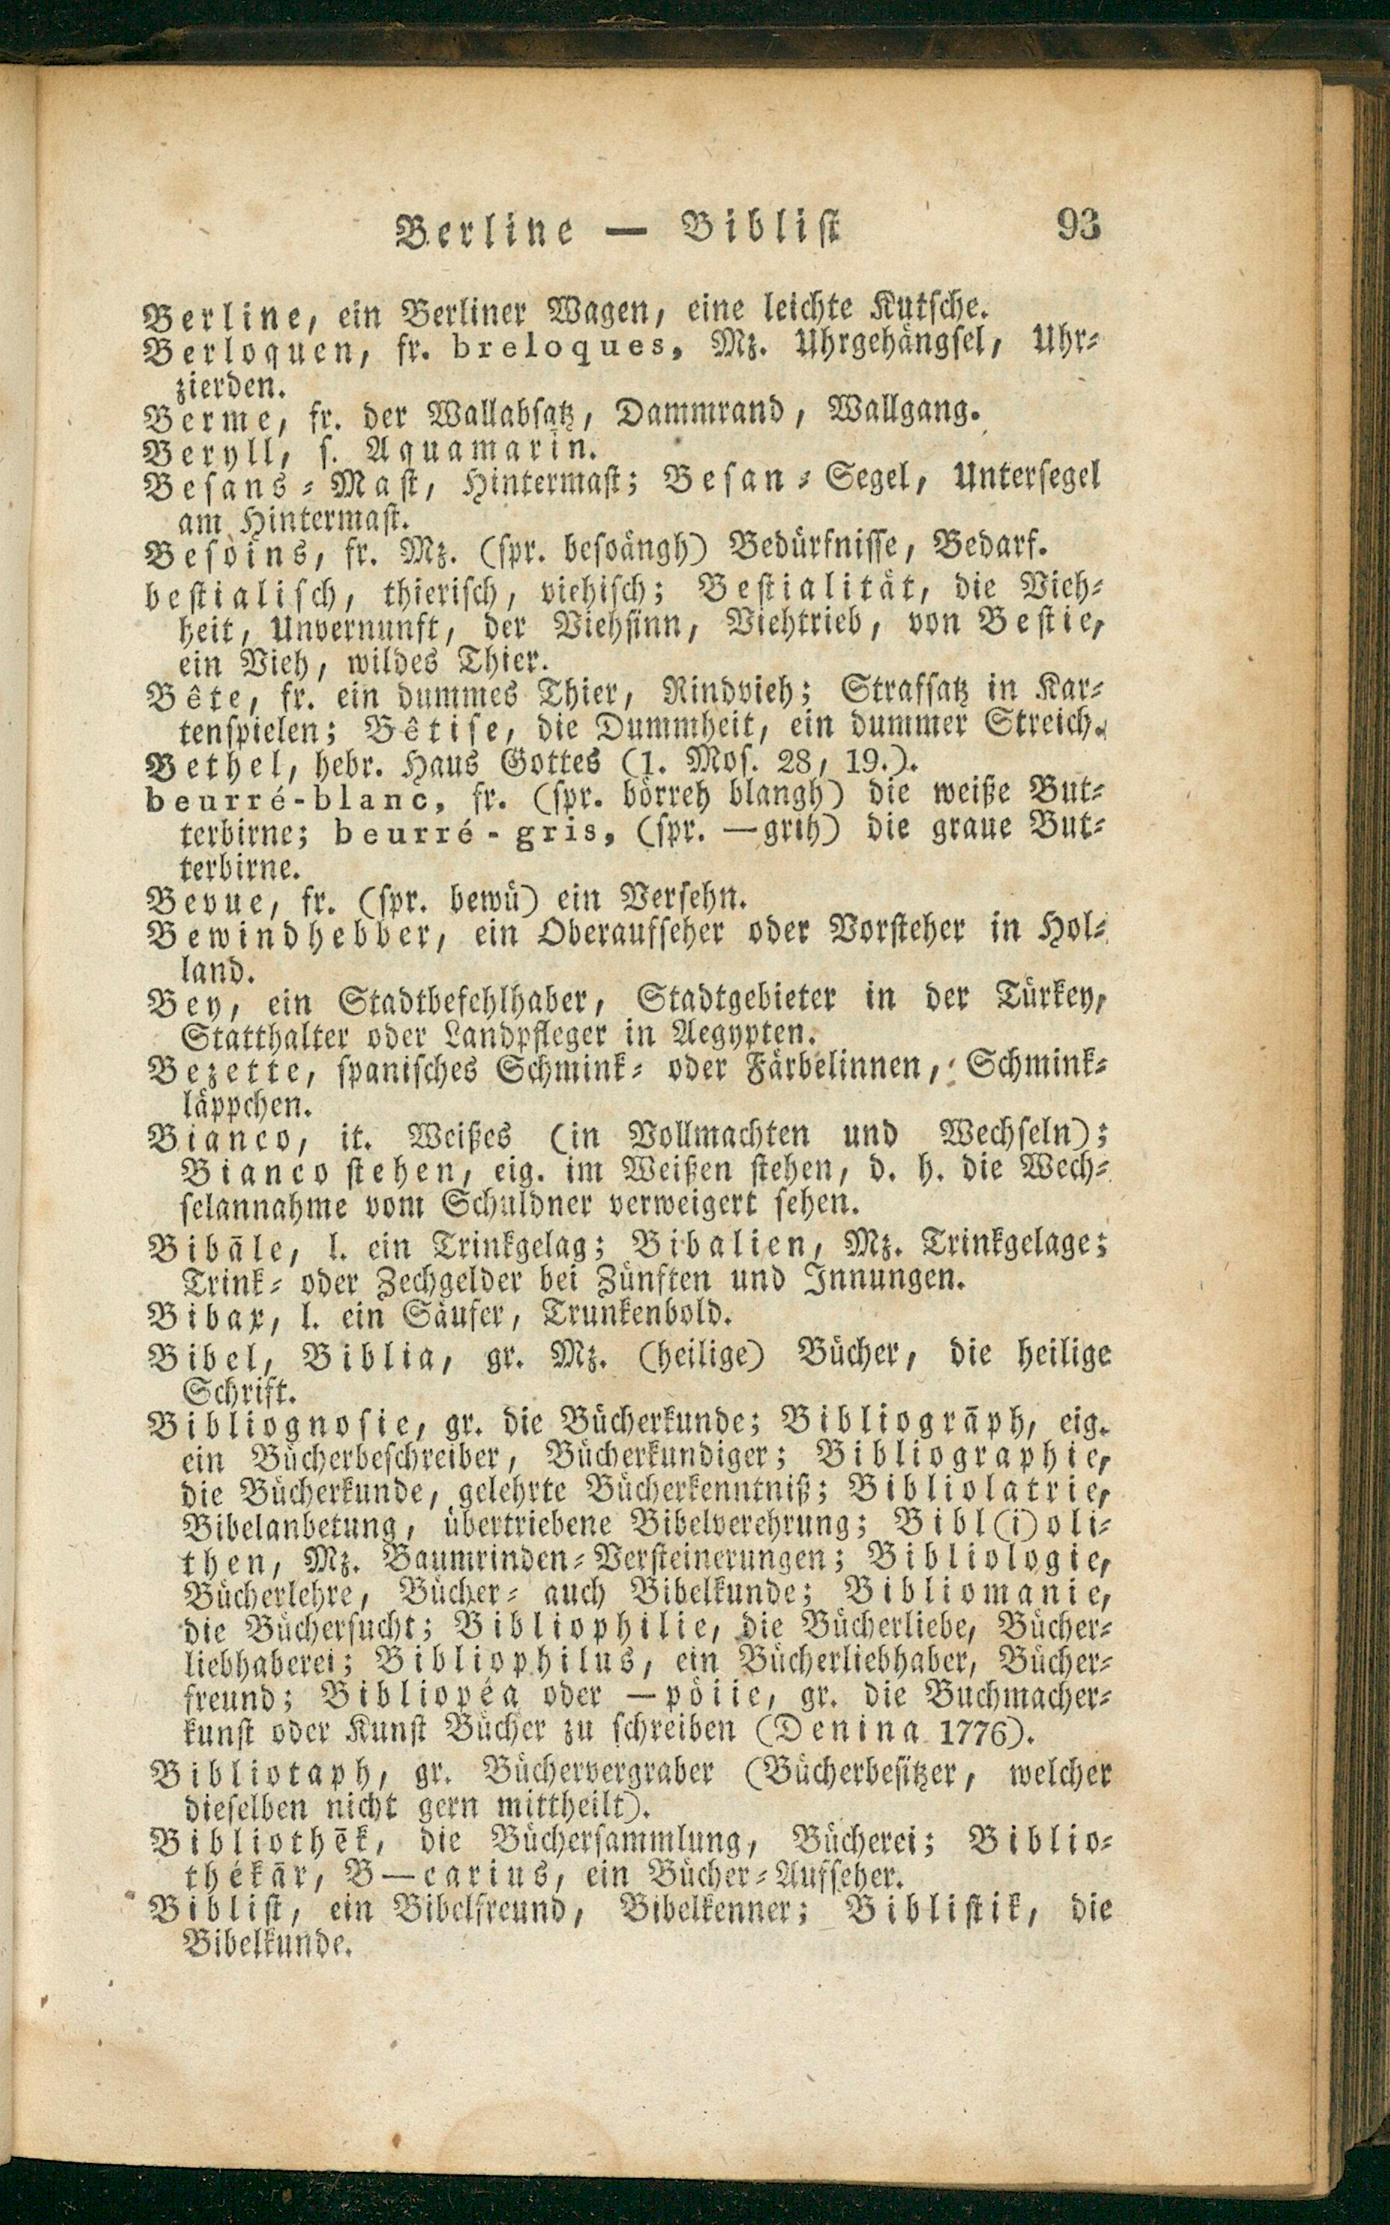 Berline — Biblist 93
Berline, ein Berliner Wagen, eine leichte Kutsche.
Berloquen, fr. breloques, Mz. Uhrgehängsel, Uhr-
zierden.
Berme, fr. der Wallabsatz, Dammrand, Wallgang.
Beryll, s. Aquamarin.
Besans-Mast, Hintermast; Besan-Segel, Untersegel
am Hintermast.
Besoins, fr. Mz. (spr. besoängh) Bedürfnisse, Bedarf.
bestialisch, thierisch, viehisch; Bestialität, die Vieh-
heit, Unvernunft, der Viehsinn, Viehtrieb, von Bestie,
ein Vieh, wildes Thier.
Bête, fr. ein dummes Thier, Rindvieh; Strafsatz in Kar-
tenspielen; Bêtise, die Dummheit, ein dummer Streich.
Bethel, hebr. Haus Gottes (1. Mos. 28, 19.).
beurré-blanc, fr. (spr. börreh blangh) die weiße But-
terbirne; beurré-gris, (spr. —grih) die graue But-
terbirne.
Bevue, fr. (spr. bewü) ein Versehn.
Bewindhebber, ein Oberaufseher oder Vorsteher in Hol-
land.
Bey, ein Stadtbefehlhaber, Stadtgebieter in der Türkey,
Statthalter oder Landpfleger in Aegypten.
Bezette, spanisches Schmink- oder Färbelinnen, Schmink-
läppchen.
Bianco, it. Weißes (in Vollmachten und Wechseln);
Bianco stehen, eig. im Weißen stehen, d. h. die Wech-
selannahme vom Schuldner verweigert sehen.
Bibāle, l. ein Trinkgelag; Bibalien, Mz. Trinkgelage;
Trink- oder Zechgelder bei Zünften und Innungen.
Bibax, l. ein Säufer, Trunkenbold.
Bibel, Biblia, gr. Mz. (heilige) Bücher, die heilige
Schrift.
Bibliognosie, gr. die Bücherkunde; Bibliogrāph, eig.
ein Bücherbeschreiber, Bücherkundiger; Bibliographie,
die Bücherkunde, gelehrte Bücherkenntniß; Bibliolatrie,
Bibelanbetung, übertriebene Bibelverehrung; Bibl(i)oli-
then, Mz. Baumrinden-Versteinerungen; Bibliologie,
Bücherlehre, Bücher- auch Bibelkunde; Bibliomanie,
die Büchersucht; Bibliophilie, die Bücherliebe, Bücher-
liebhaberei; Bibliophilus, ein Bücherliebhaber, Bücher-
freund; Bibliopéa oder —pöiie, gr. die Buchmacher-
kunst oder Kunst Bücher zu schreiben (Denina 1776).
Bibliotaph, gr. Büchervergraber (Bücherbesitzer, welcher
dieselben nicht gern mittheilt).
Bibliothēk, die Büchersammlung, Bücherei; Biblio-
thékār, B—carius, ein Bücher-Aufseher.
Biblist, ein Bibelfreund, Bibelkenner; Biblistik, die
Bibelkunde.